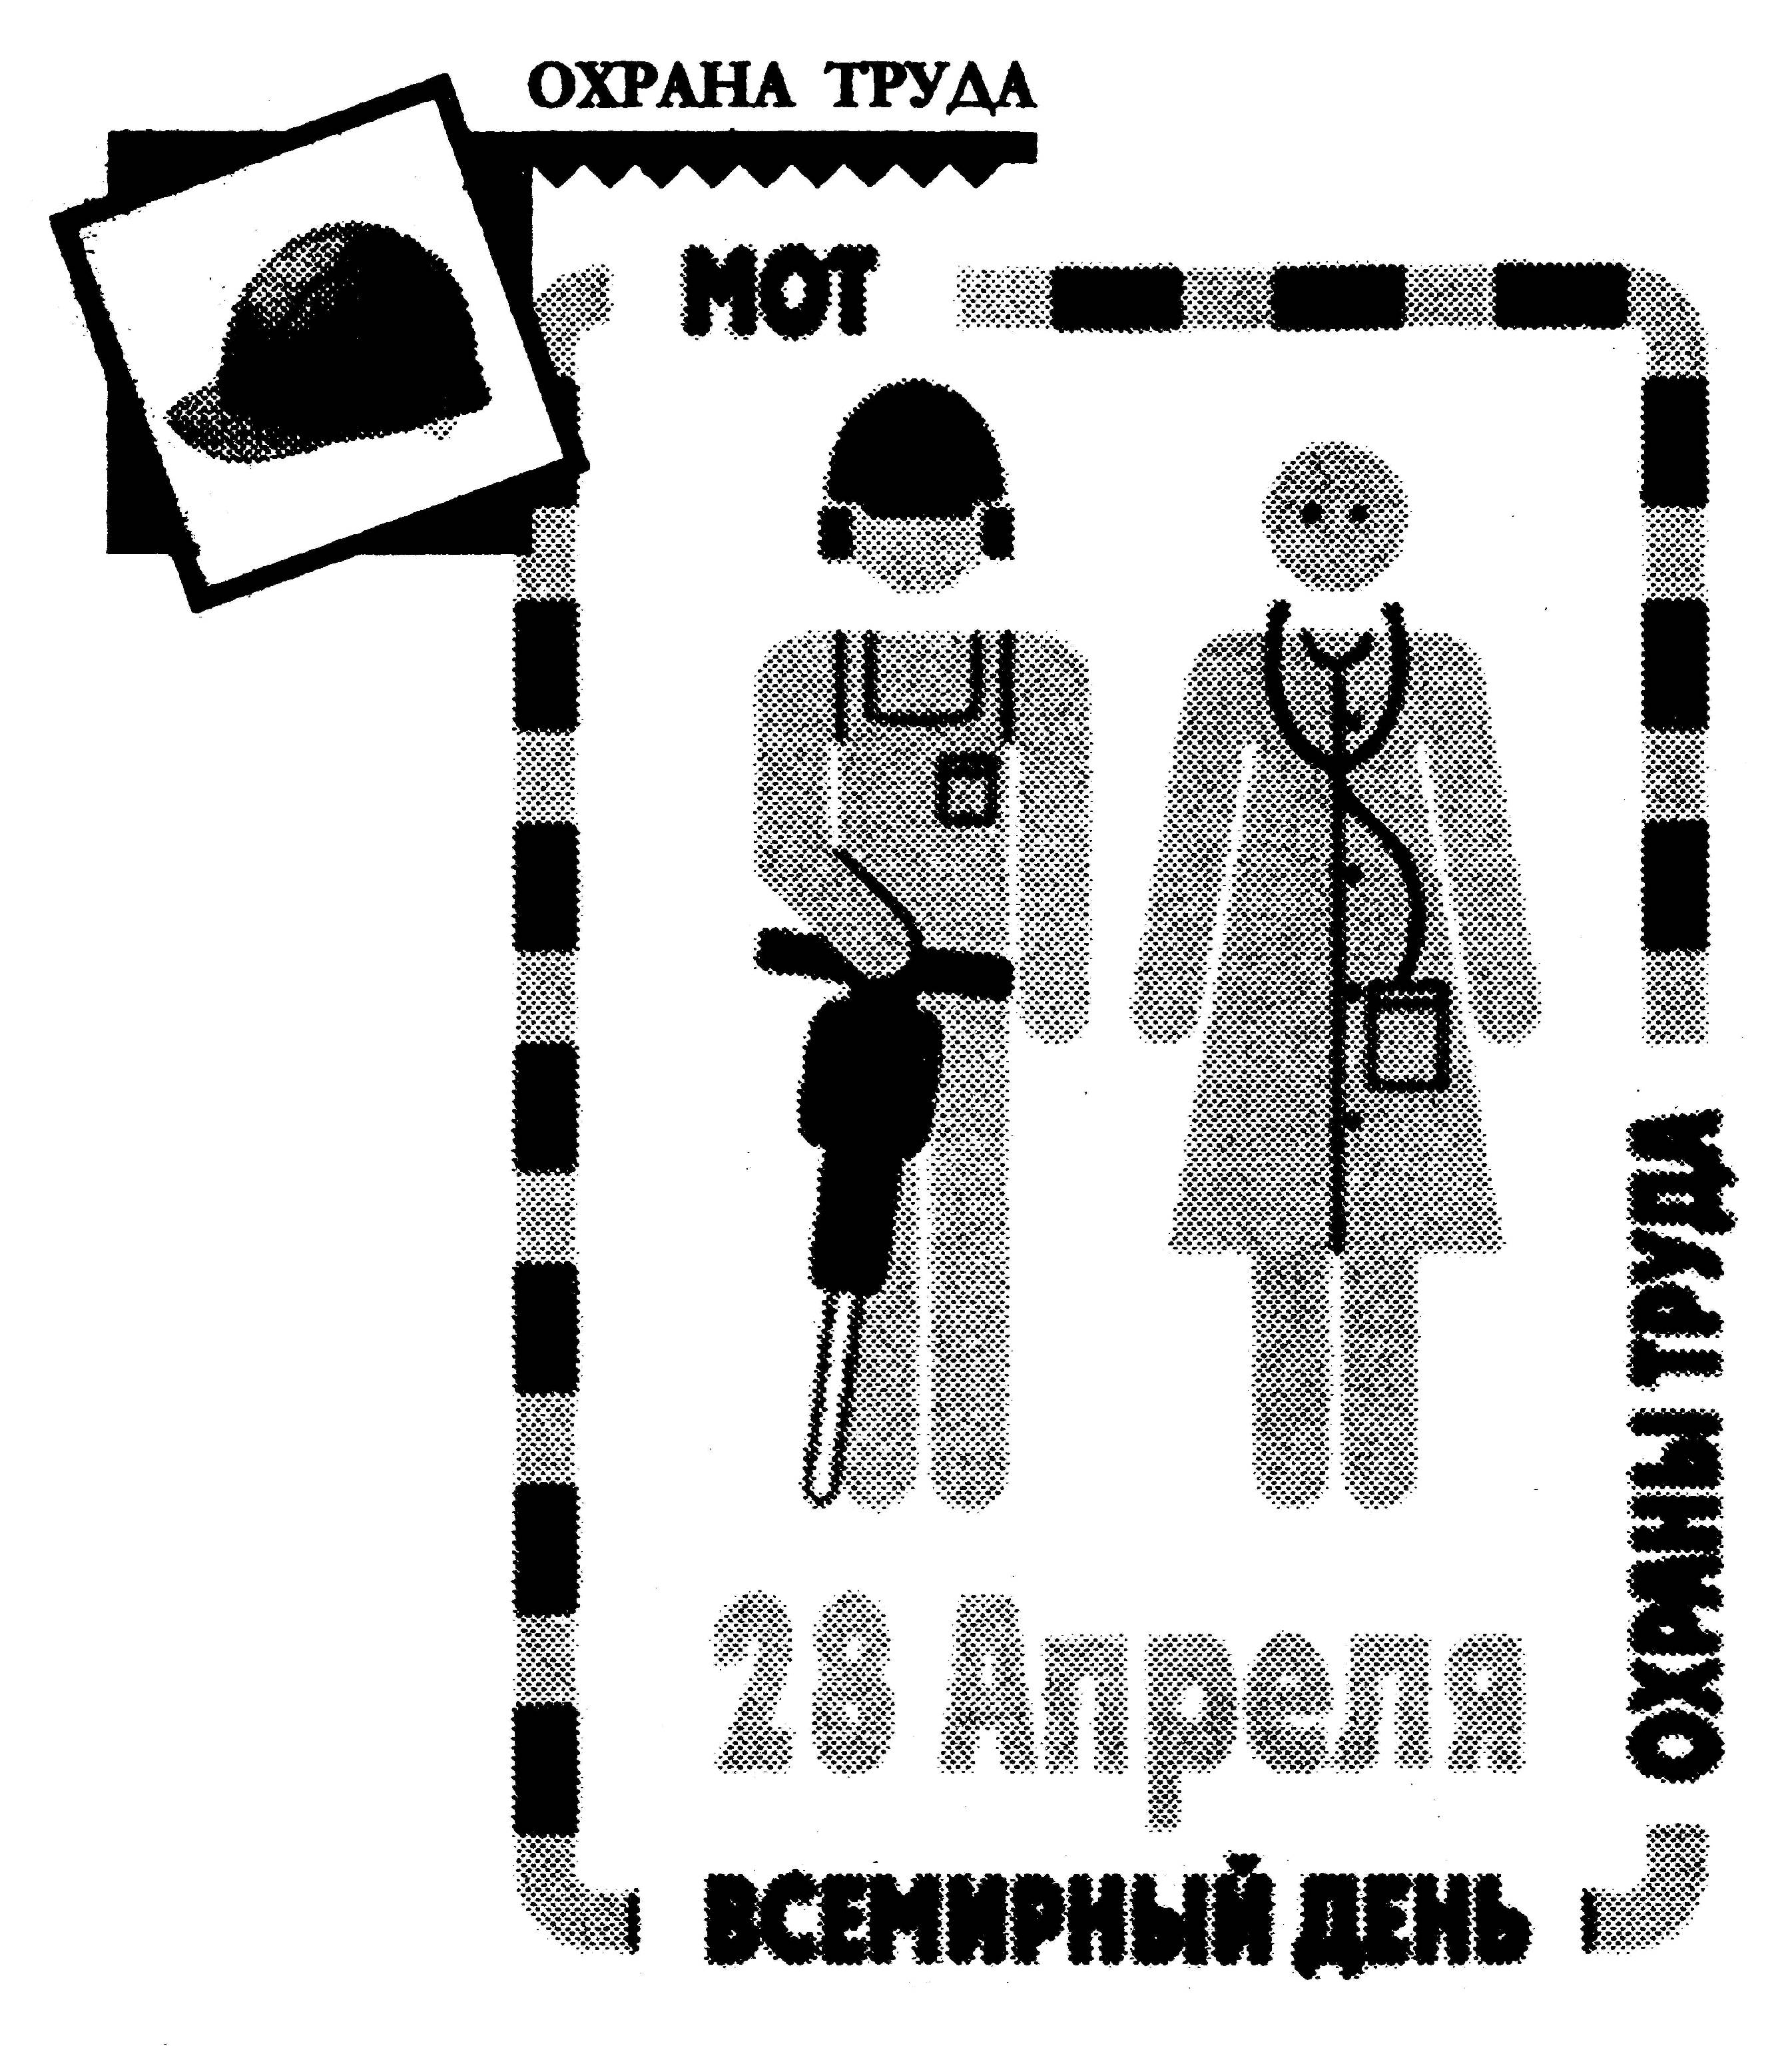 ОХРАНА ТРУДА
МОТ
28 Апреля
ВСЕМИРНЫЙ ДЕНЬ
ОХРАНЫ ТРУДА